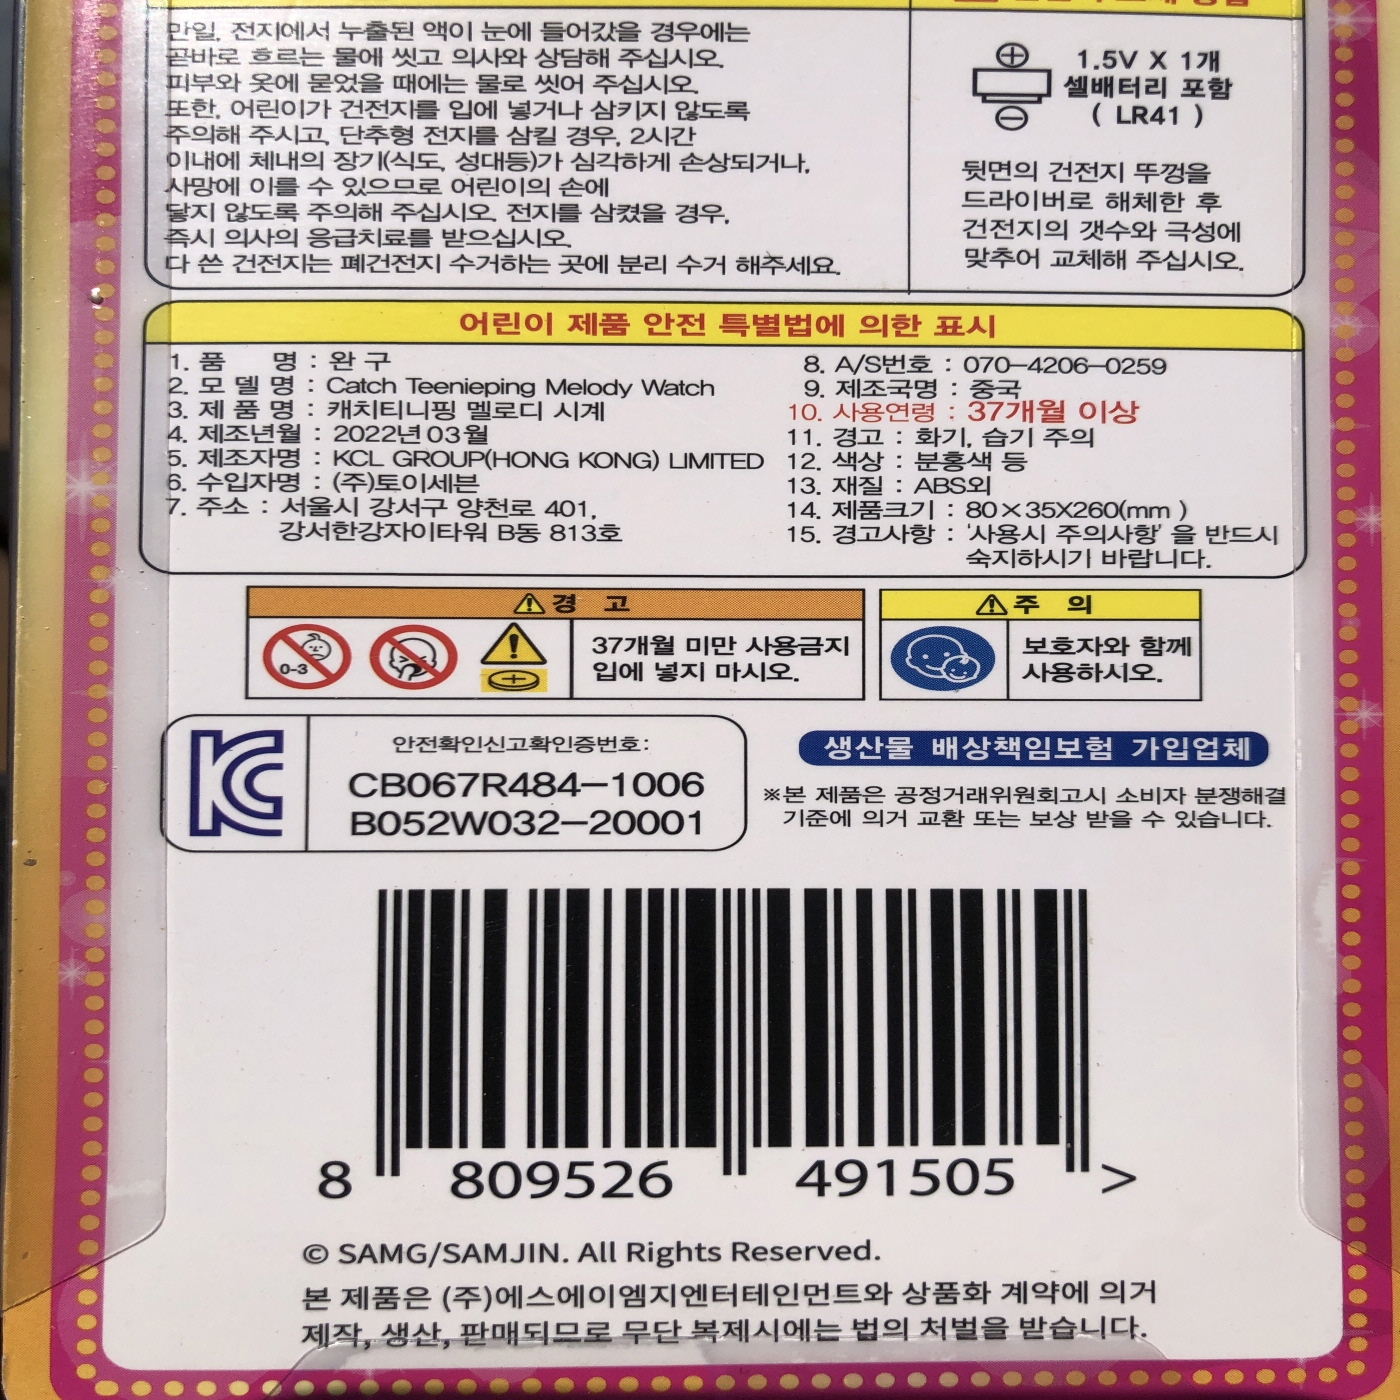 만일, 전지에서 누출된 액이 눈에 들어갔을 경우에는
곧바로 흐르는 물에 씻고 의사와 상담해 주십시오.
피부와 옷에 묻었을 때에는 물로 씻어 주십시오.
또한, 어린이가 건전지를 입에 넣거나 삼키지 않도록
주의해 주시고, 단추형 전지를 삼킬 경우, 2시간
이내에 체내의 장기(식도, 성대등)가 심각하게 손상되거나,
사망에 이를 수 있으므로 어린이의 손에
닿지 않도록 주의해 주십시오. 전지를 삼켰을 경우,
즉시 의사의 응급치료를 받으십시오.
다 쓴 건전지는 폐건전지 수거하는 곳에 분리 수거 해주세요.
1.5V X 1개
셀배터리 포함
( LR41 )
뒷면의 건전지 뚜껑을
드라이버로 해체한 후
건전지의 갯수와 극성에
맞추어 교체해 주십시오.
어린이 제품 안전 특별법에 의한 표시
1. 품 명 : 완 구
2. 모 델 명 : Catch Teenieping Melody Watch
3. 제 품 명 : 캐치티니핑 멜로디 시계
4. 제조년월 : 2022년 03월
5. 제조자명 : KCL GROUP(HONG KONG) LIMITED
6. 수입자명 : (주)토이세븐
7. 주소 : 서울시 강서구 양천로 401,
강서한강자이타워 B동 813호
8. A/S번호 : 070-4206-0259
9. 제조국명 : 중국
10. 사용연령 : 37개월 이상
11. 경고 : 화기, 습기 주의
12. 색상 : 분홍색 등
13. 재질 : ABS외
14. 제품크기 : 80×35X260(mm )
15. 경고사항 : '사용시 주의사항' 을 반드시
숙지하시기 바랍니다.
⚠경 고
0-3
37개월 미만 사용금지
입에 넣지 마시오.
⚠주 의
보호자와 함께
사용하시오.
KC
안전확인신고확인증번호:
CB067R484-1006
B052W032-20001
생산물 배상책임보험 가입업체
※본 제품은 공정거래위원회고시 소비자 분쟁해결
기준에 의거 교환 또는 보상 받을 수 있습니다.
8 809526 491505 >
© SAMG/SAMJIN. All Rights Reserved.
본 제품은 (주)에스에이엠지엔터테인먼트와 상품화 계약에 의거
제작, 생산, 판매되므로 무단 복제시에는 법의 처벌을 받습니다.